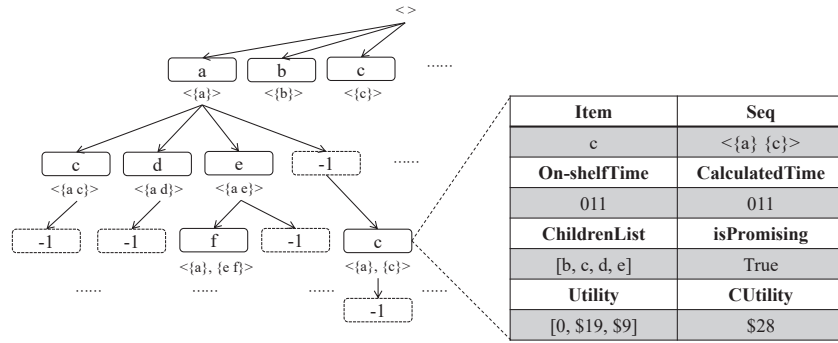 < >
a b c ......
<{a}> <{b}> <{c}>
c d e -1 ......
<{a c}> <{a d}> <{a e}>
-1 -1 f -1 c
<{a}, {e f}> <{a}, {c}>
...... ...... ...... ......
-1
Item Seq
c <{a} {c}>
On-shelfTime CalculatedTime
011 011
ChildrenList isPromising
[b, c, d, e] True
Utility CUtility
[0, $19, $9] $28